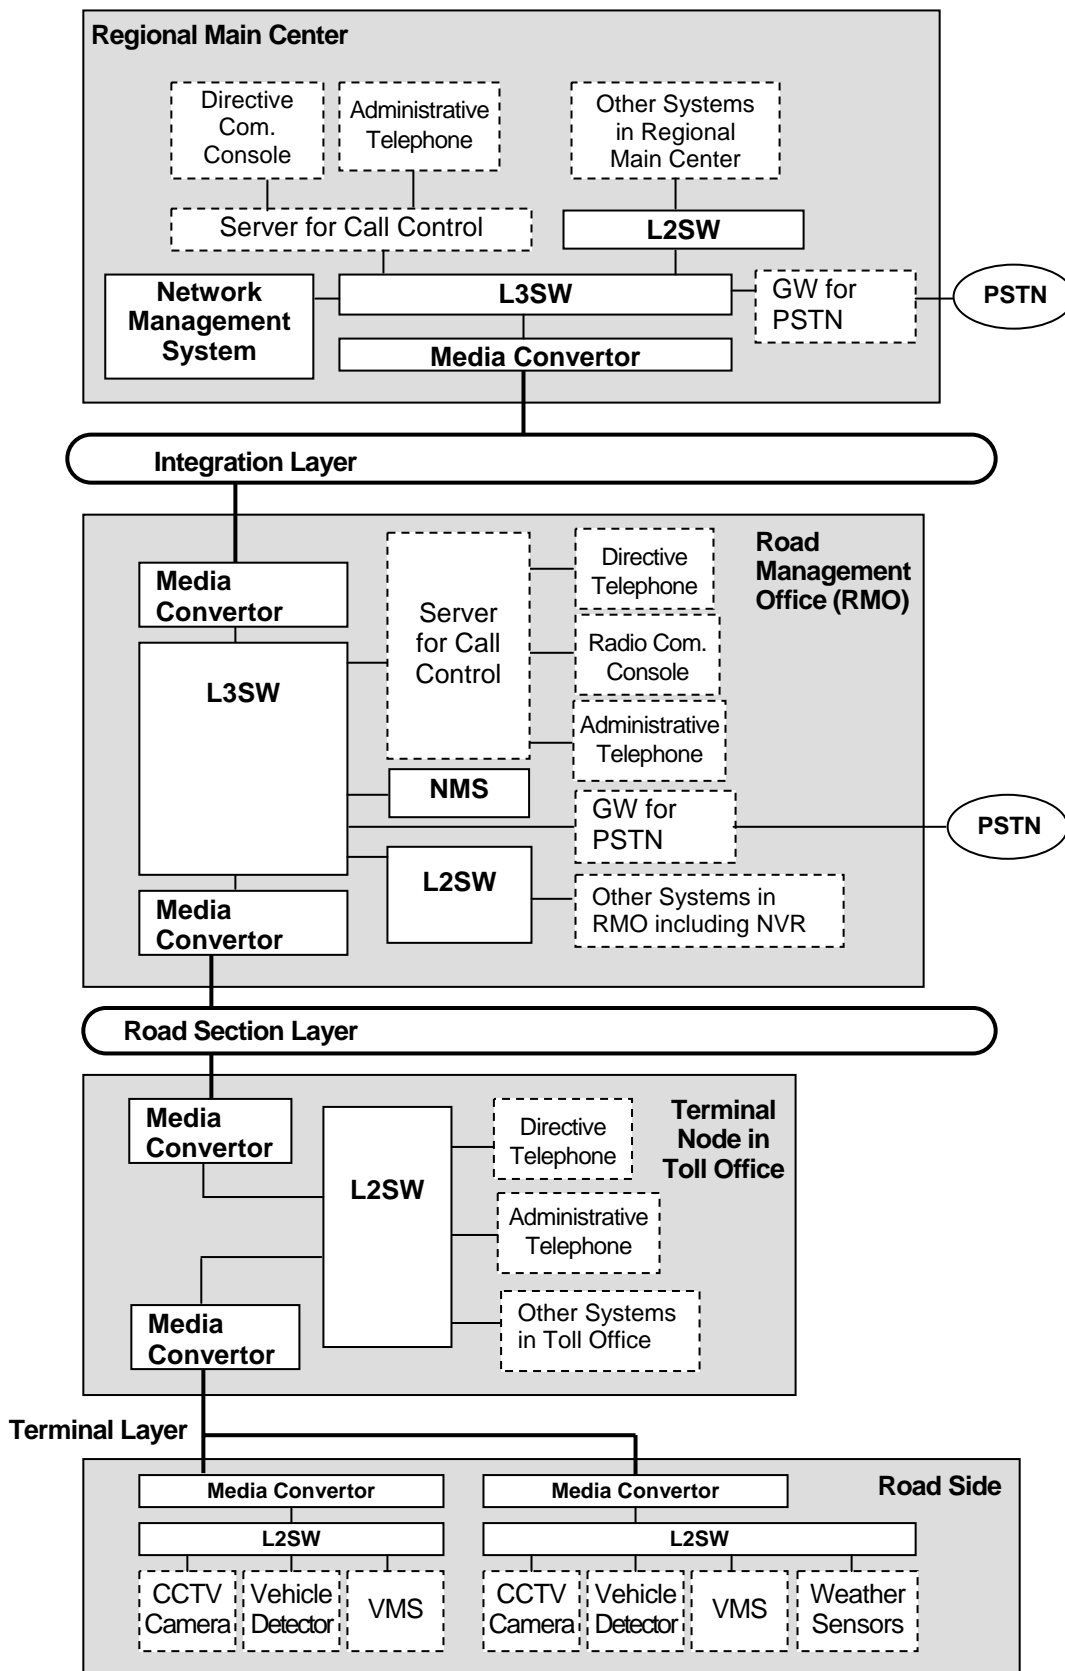 Regional Main Center
Directive
Com.
Console
Administrative
Telephone
Other Systems
in Regional
Main Center
Server for Call Control
L2SW
Network
Management
System
L3SW
GW for
PSTN
PSTN
Media Convertor
Integration Layer
Road
Management
Office (RMO)
Media
Convertor
Server
for Call
Control
Directive
Telephone
Radio Com.
Console
L3SW
Administrative
Telephone
NMS
GW for
PSTN
PSTN
L2SW
Other Systems in
RMO including NVR
Media
Convertor
Road Section Layer
Terminal
Node in
Toll Office
Media
Convertor
L2SW
Directive
Telephone
Administrative
Telephone
Other Systems
in Toll Office
Media
Convertor
Terminal Layer
Road Side
Media Convertor
Media Convertor
L2SW
L2SW
CCTV
Camera
Vehicle
Detector
VMS
CCTV
Camera
Vehicle
Detector
VMS
Weather
Sensors